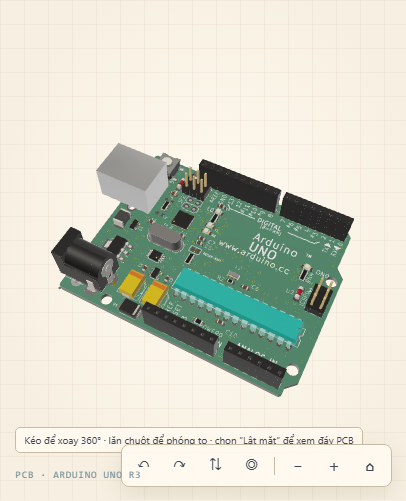 DIGITAL
Arduino
UNO
www.arduino.cc
ANALOG IN
Kéo để xoay 360° · lăn chuột để phóng to · chọn "Lật mặt" để xem đáy PCB
PCB · ARDUINO UNO R3